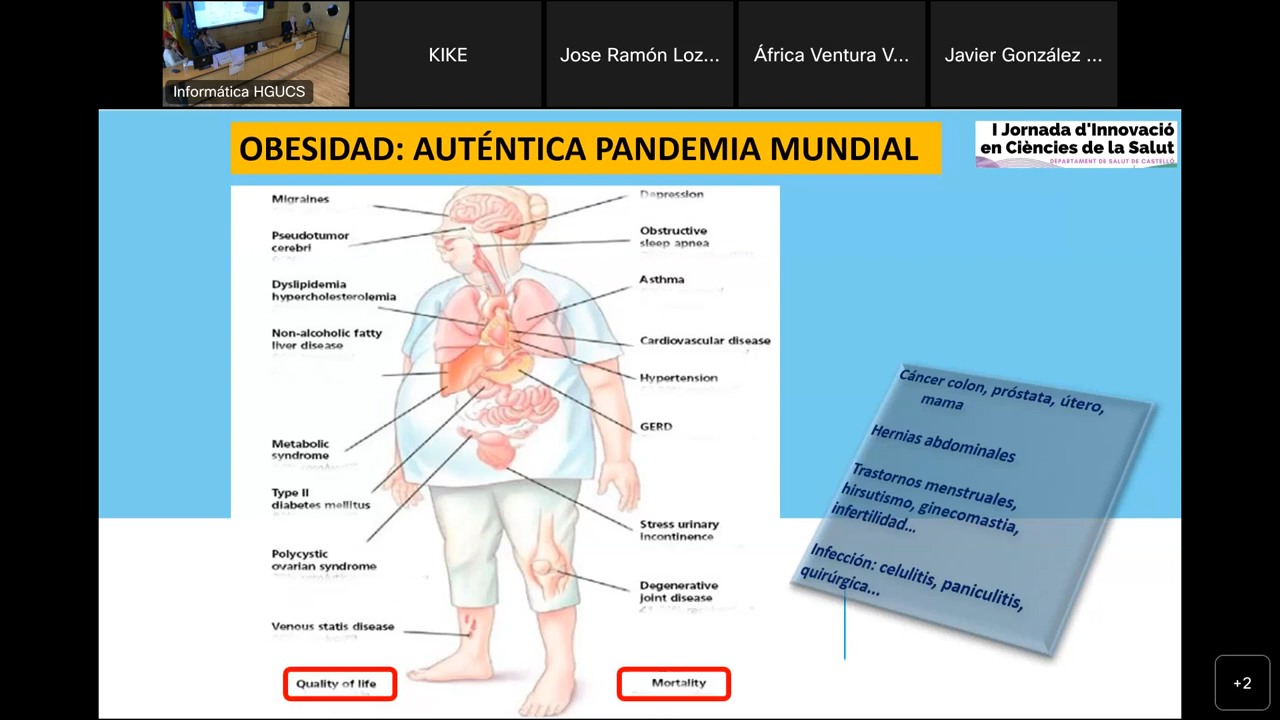 Informática HGUCS
KIKE
Jose Ramón Loz...
África Ventura V...
Javier González ...
OBESIDAD: AUTÉNTICA PANDEMIA MUNDIAL
I Jornada d'Innovació
en Ciències de la Salut
DEPARTAMENT DE SALUT DE CASTELLÓ
Migraines
Pseudotumor
cerebri
Dyslipidemia
hypercholesterolemia
Non-alcoholic fatty
liver disease
Metabolic
syndrome
Type II
diabetes mellitus
Polycystic
ovarian syndrome
Venous statis disease
Quality of life
Depression
Obstructive
sleep apnea
Asthma
Cardiovascular disease
Hypertension
GERD
Stress urinary
incontinence
Degenerative
joint disease
Mortality
Cáncer colon, próstata, útero,
mama
Hernias abdominales
Trastornos menstruales,
hirsutismo, ginecomastia,
infertilidad...
Infección: celulitis, paniculitis,
quirúrgica...
+2